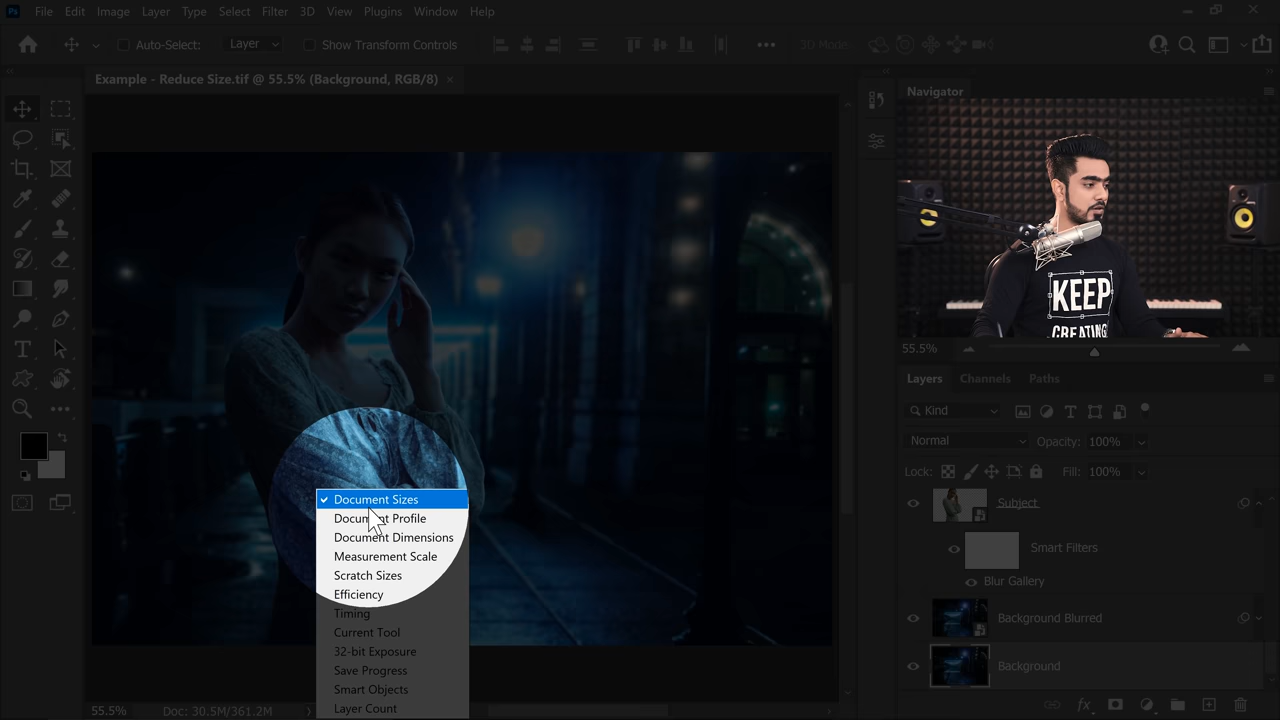 Ps File Edit Image Layer Type Select Filter 3D View Plugins Window Help
Auto-Select: Layer Show Transform Controls 3D Mode:
Example - Reduce Size.tif @ 55.5% (Background, RGB/8) ×
Navigator
KEEP
CREATING
55.5%
Layers Channels Paths
Kind
Normal Opacity: 100%
Lock: Fill: 100%
Subject
Smart Filters
Blur Gallery
Background Blurred
Background
Document Sizes
Document Profile
Document Dimensions
Measurement Scale
Scratch Sizes
Efficiency
Timing
Current Tool
32-bit Exposure
Save Progress
Smart Objects
Layer Count
55.5% Doc: 30.5M/361.2M